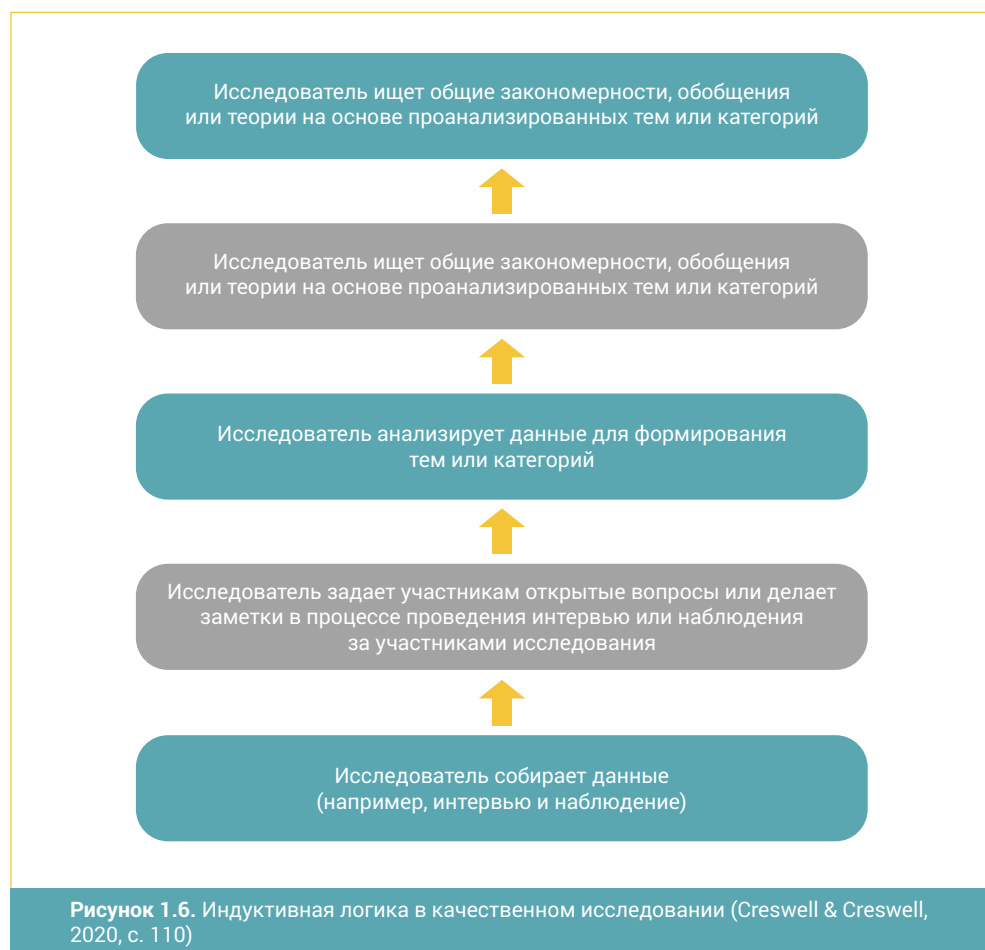 Исследователь ищет общие закономерности, обобщения
или теории на основе проанализированных тем или категорий
Исследователь ищет общие закономерности, обобщения
или теории на основе проанализированных тем или категорий
Исследователь анализирует данные для формирования
тем или категорий
Исследователь задает участникам открытые вопросы или делает
заметки в процессе проведения интервью или наблюдения
за участниками исследования
Исследователь собирает данные
(например, интервью и наблюдение)
Рисунок 1.6. Индуктивная логика в качественном исследовании (Creswell & Creswell,
2020, с. 110)